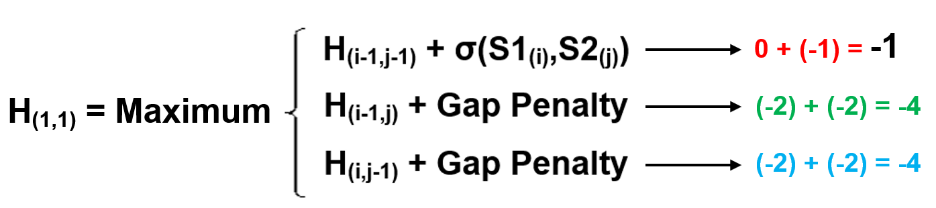 H(i-1,j-1) + σ(S1(i),S2(j)) → 0 + (-1) = -1
H(1,1) = Maximum H(i-1,j) + Gap Penalty → (-2) + (-2) = -4
H(i,j-1) + Gap Penalty → (-2) + (-2) = -4